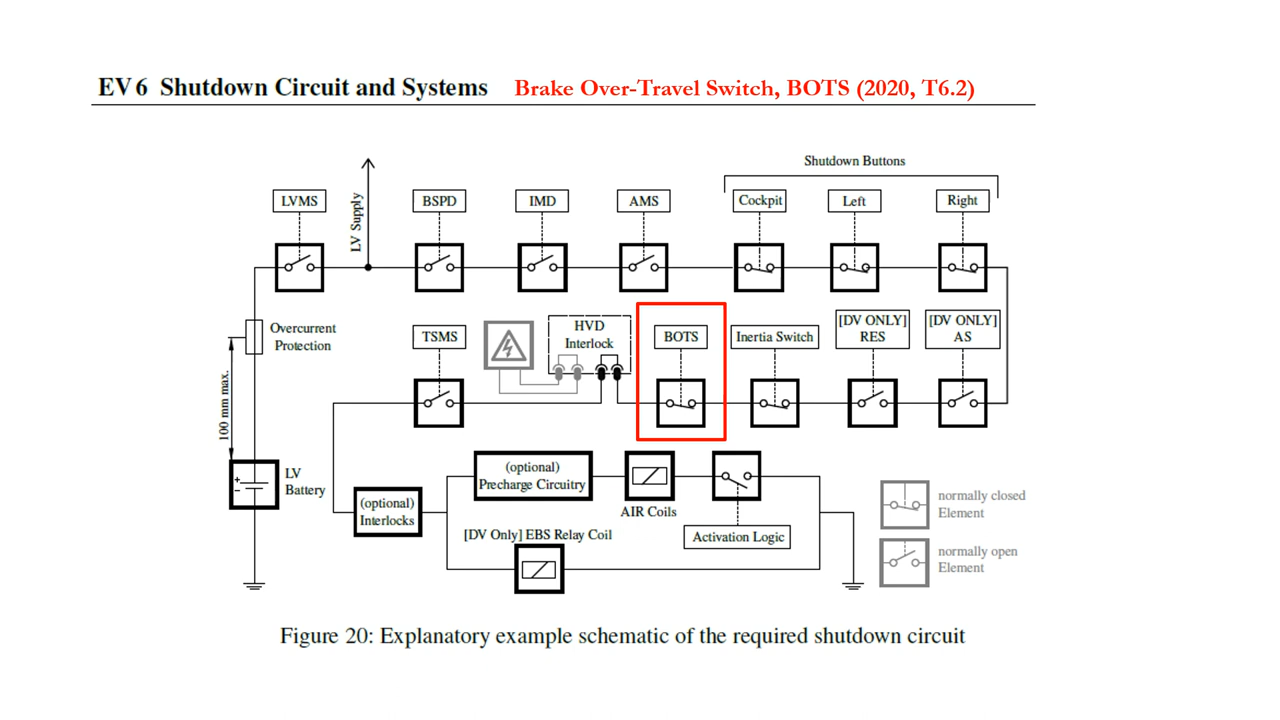 EV 6 Shutdown Circuit and Systems Brake Over-Travel Switch, BOTS (2020, T6.2)
Shutdown Buttons
LVMS
LV Supply
BSPD
IMD
AMS
Cockpit
Left
Right
Overcurrent
Protection
TSMS
HVD
Interlock
BOTS
Inertia Switch
[DV ONLY]
RES
[DV ONLY]
AS
100 mm max.
+
-
LV
Battery
(optional)
Interlocks
(optional)
Precharge Circuitry
AIR Coils
Activation Logic
[DV Only] EBS Relay Coil
normally closed
Element
normally open
Element
Figure 20: Explanatory example schematic of the required shutdown circuit